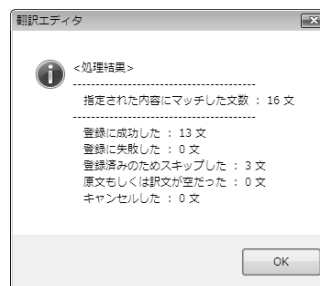 翻訳エディタ
<処理結果>
----------------------------------------
指定された内容にマッチした文数 : 16 文
----------------------------------------
登録に成功した : 13 文
登録に失敗した : 0 文
登録済みのためスキップした : 3 文
原文もしくは訳文が空だった : 0 文
キャンセルした : 0 文
OK